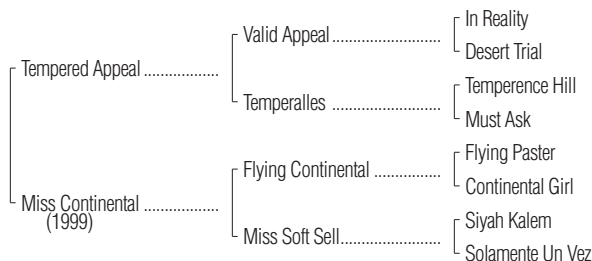 In Reality
Valid Appeal
Desert Trial
Tempered Appeal
Temperence Hill
Temperalles
Must Ask
Flying Paster
Flying Continental
Continental Girl
Miss Continental
(1999)
Siyah Kalem
Miss Soft Sell
Solamente Un Vez